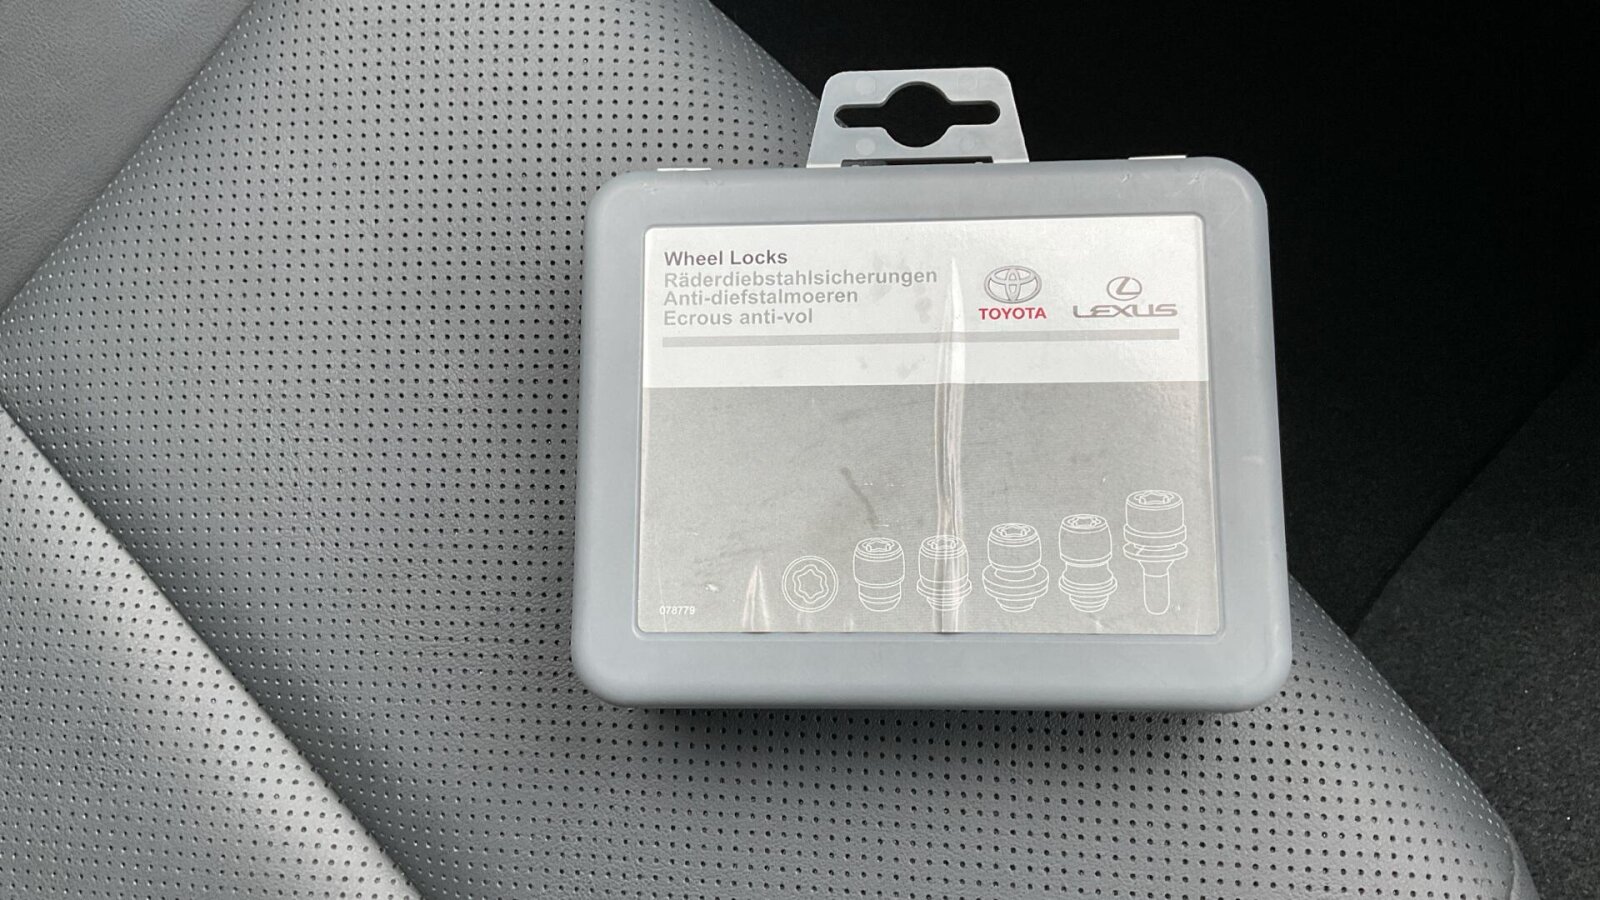 Wheel Locks
Räderdiebstahlsicherungen
Anti-diefstalmoeren
Ecrous anti-vol
TOYOTA
LEXUS
078779